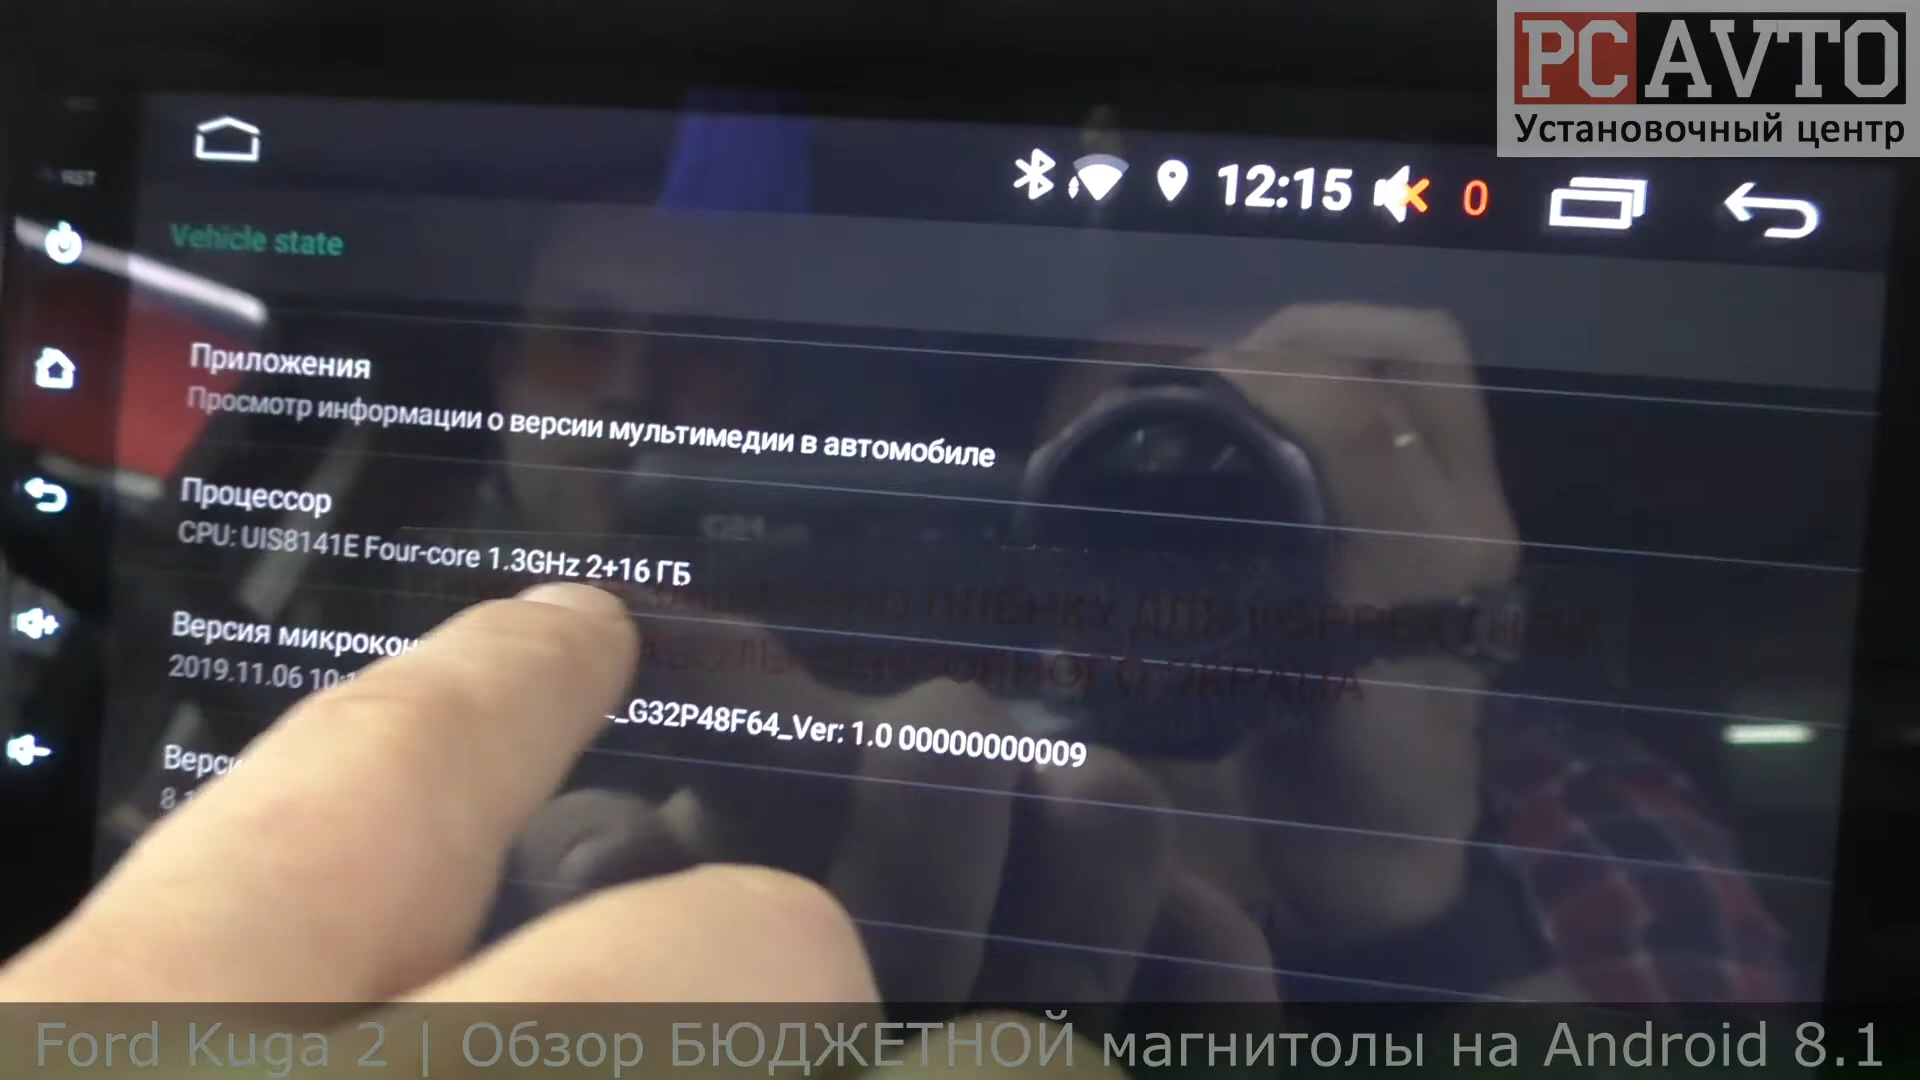 PC AVTO
Установочный центр
RST
12:15
0
Vehicle state
Приложения
Просмотр информации о версии мультимедии в автомобиле
Процессор
CPU: UIS8141E Four-core 1.3GHz 2+16 ГБ
Версия
2019.11.06
_G32P48F64_Ver: 1.0 00000000009
Ford Kuga 2 | Обзор БЮДЖЕТНОЙ магнитолы на Android 8.1